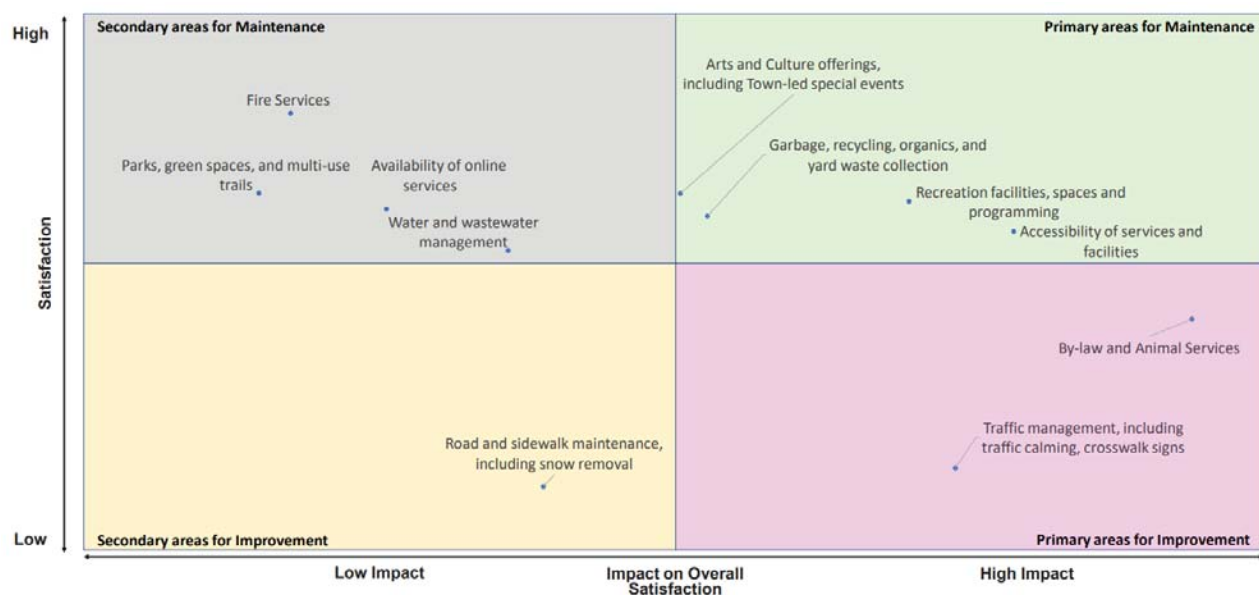 High
Secondary areas for Maintenance
Primary areas for Maintenance
Arts and Culture offerings,
including Town-led special events
Fire Services
Garbage, recycling, organics, and
yard waste collection
Parks, green spaces, and multi-use
trails
Availability of online
services
Recreation facilities, spaces and
programming
Water and wastewater
management
Accessibility of services and
facilities
Satisfaction
By-law and Animal Services
Road and sidewalk maintenance,
including snow removal
Traffic management, including
traffic calming, crosswalk signs
Low
Secondary areas for Improvement
Primary areas for Improvement
Low Impact
Impact on Overall
Satisfaction
High Impact